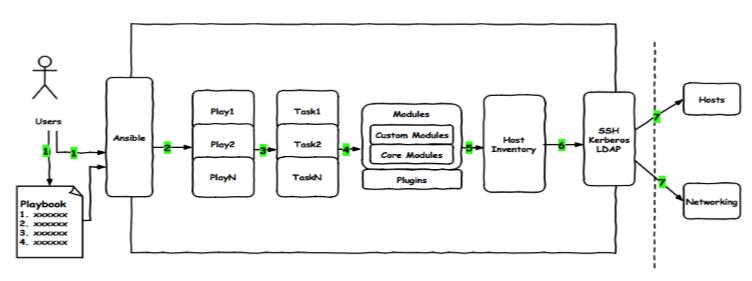 Users
1
1
Ansible
Playbook
1. xxxxxx
2. xxxxxx
3. xxxxxx
4. xxxxxx
2
Play1
Play2
PlayN
3
Task1
Task2
TaskN
4
Modules
Custom Modules
Core Modules
Plugins
5
Host
Inventory
6
SSH
Kerberos
LDAP
7
Hosts
7
Networking